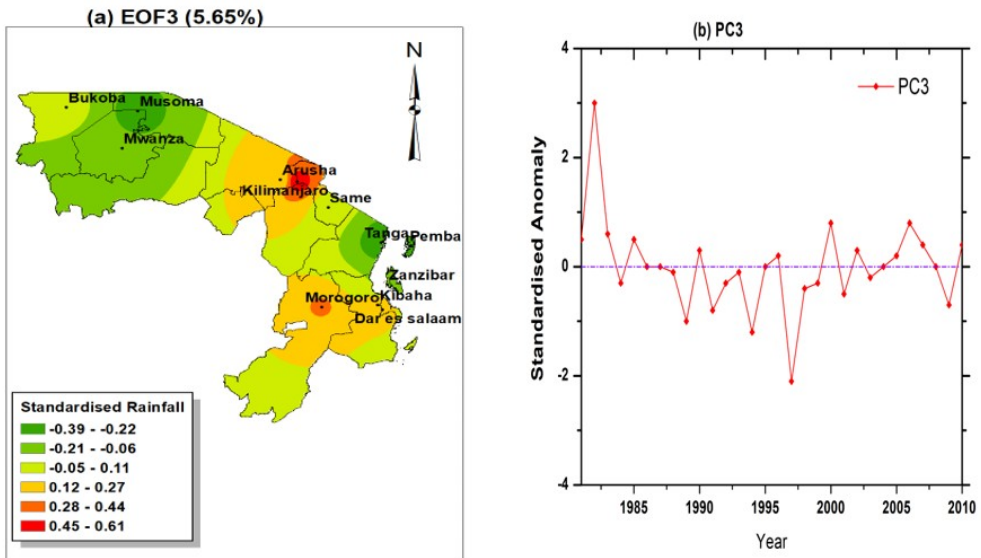 (a) EOF3 (5.65%)
N
Bukoba
Musoma
Mwanza
Arusha
Kilimanjaro
Same
Tanga
Pemba
Zanzibar
Morogoro
Kibaha
Dar es salaam
Standardised Rainfall
-0.39 - -0.22
-0.21 - -0.06
-0.05 - 0.11
0.12 - 0.27
0.28 - 0.44
0.45 - 0.61
(b) PC3
PC3
Standardised Anomaly
4
2
0
-2
-4
1985 1990 1995 2000 2005 2010
Year